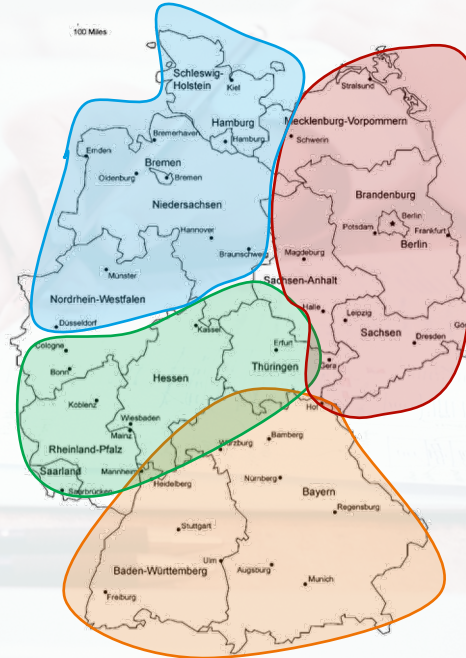 100 Miles
Schleswig-
Holstein
Kiel
Stralsund
Mecklenburg-Vorpommern
Schwerin
Hamburg
Hamburg
Bremerhaven
Emden
Bremen
Oldenburg
Bremen
Niedersachsen
Brandenburg
Berlin
Potsdam
Frankfurt
Berlin
Hannover
Braunschweig
Magdeburg
Münster
Sachsen-Anhalt
Nordrhein-Westfalen
Halle
Leipzig
Düsseldorf
Kassel
Sachsen
Dresden
Cologne
Erfurt
Gera
Bonn
Hessen
Thüringen
Koblenz
Hof
Wiesbaden
Mainz
Bamberg
Rheinland-Pfalz
Würzburg
Saarland
Mannheim
Nürnberg
Heidelberg
Saarbrücken
Bayern
Regensburg
Stuttgart
Ulm
Augsburg
Baden-Württemberg
Munich
Freiburg